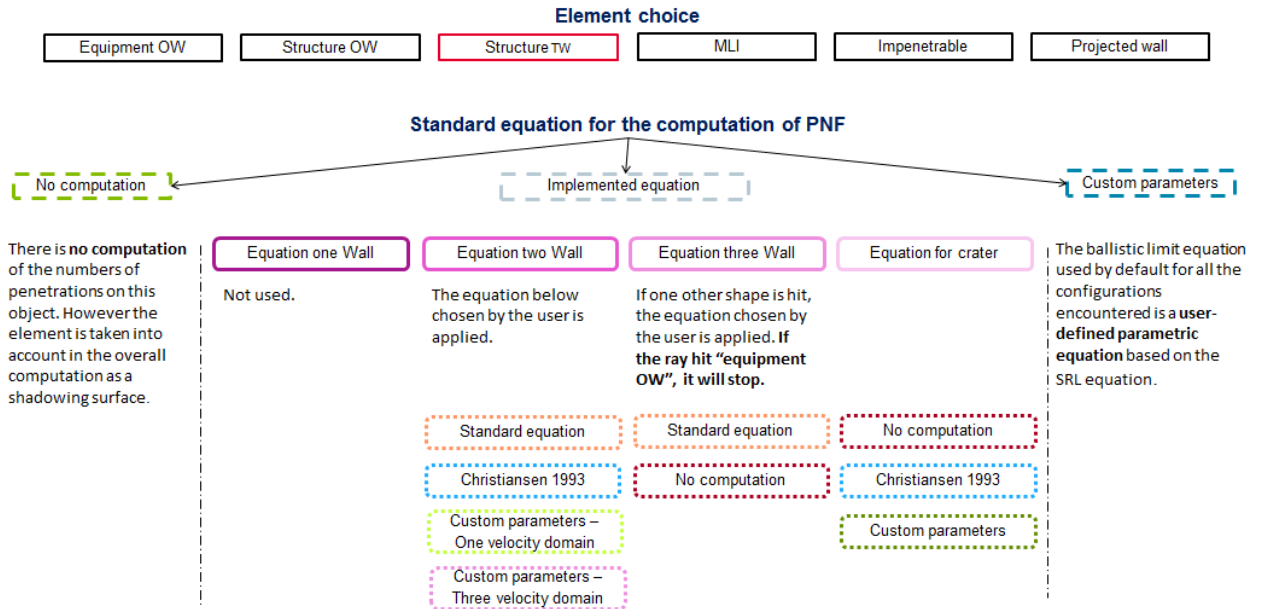 Element choice
Equipment OW
Structure OW
Structure TW
MLI
Impenetrable
Projected wall
Standard equation for the computation of PNF
No computation
Implemented equation
Custom parameters
There is no computation
of the numbers of
penetrations on this
object. However the
element is taken into
account in the overall
computation as a
shadowing surface.
Equation one Wall
Not used.
Equation two Wall
The equation below
chosen by the user is
applied.
Standard equation
Christiansen 1993
Custom parameters –
One velocity domain
Custom parameters –
Three velocity domain
Equation three Wall
If one other shape is hit,
the equation chosen by
the user is applied. If
the ray hit “equipment
OW”, it will stop.
Standard equation
No computation
Equation for crater
No computation
Christiansen 1993
Custom parameters
The ballistic limit equation
used by default for all the
configurations
encountered is a user-
defined parametric
equation based on the
SRL equation.